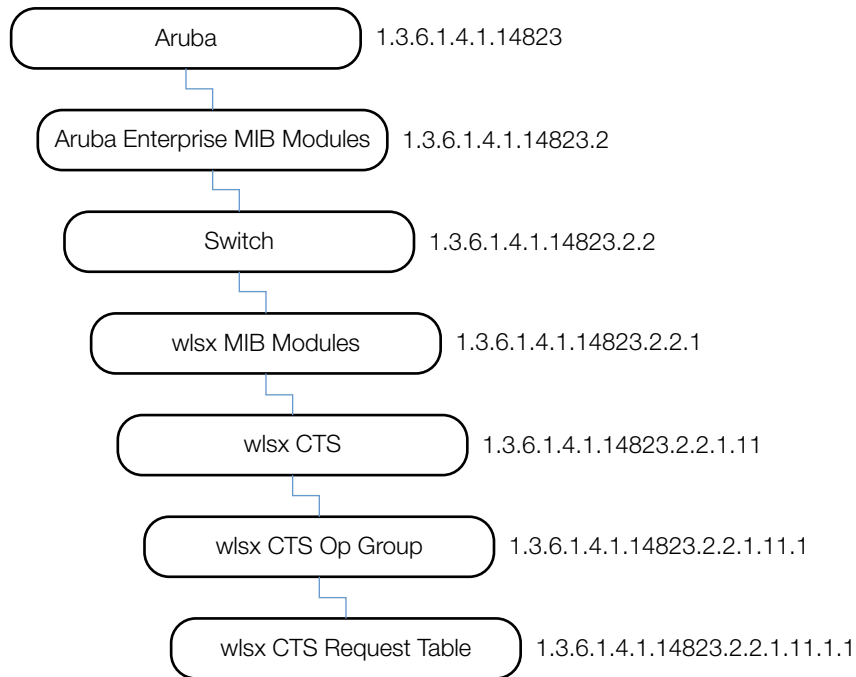 Aruba 1.3.6.1.4.1.14823
Aruba Enterprise MIB Modules 1.3.6.1.4.1.14823.2
Switch 1.3.6.1.4.1.14823.2.2
wlsx MIB Modules 1.3.6.1.4.1.14823.2.2.1
wlsx CTS 1.3.6.1.4.1.14823.2.2.1.11
wlsx CTS Op Group 1.3.6.1.4.1.14823.2.2.1.11.1
wlsx CTS Request Table 1.3.6.1.4.1.14823.2.2.1.11.1.1